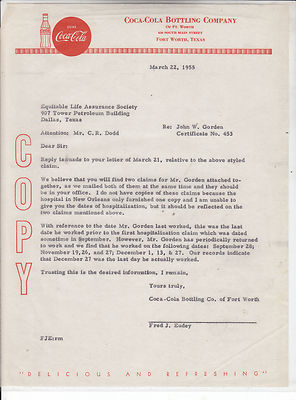 COCA-COLA BOTTLING COMPANY
OF FT. WORTH
FORT WORTH, TEXAS
DRINK
Coca-Cola
March 22, 1955
Equitable Life Assurance Society
907 Tower Petroleum Building
Dallas, Texas
Re: John W. Gorden
Attention: Mr. C.R. Dodd Certificate No. 453
Dear Sir:
Reply is made to your letter of March 21, relative to the above styled
claim.
We believe that you will find two claims for Mr. Gorden attached to-
gether, as we mailed both of them at the same time and they should
be in your office. I do not have copies of these claims because the
hospital in New Orleans only furnished one copy and I am unable to
give you the dates of hospitalisation, but it should be reflected on the
two claims mentioned above.
With reference to the date Mr. Gorden last worked, this was the last
date he worked prior to the first hospitalization claim which was dated
sometime in September. However, Mr. Gorden has periodically returned
to work and we find that he worked on the following dates: September 28;
November 19, 26, and 27; December 1, 13, & 27. Our records indicate
that December 27 was the last day he actually worked.
Trusting this is the desired information, I remain,
Yours truly,
Coca-Cola Bottling Co. of Fort Worth
Fred J.
FJE:rm
COPY
"DELICIOUS AND REFRESHING"